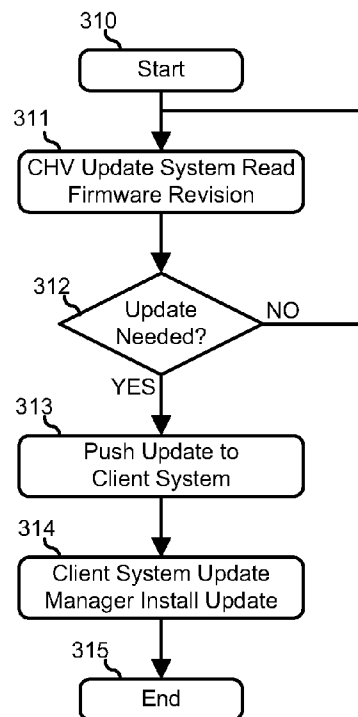 310
Start
311
CHV Update System Read
Firmware Revision
312
Update
Needed?
NO
YES
313
Push Update to
Client System
314
Client System Update
Manager Install Update
315
End